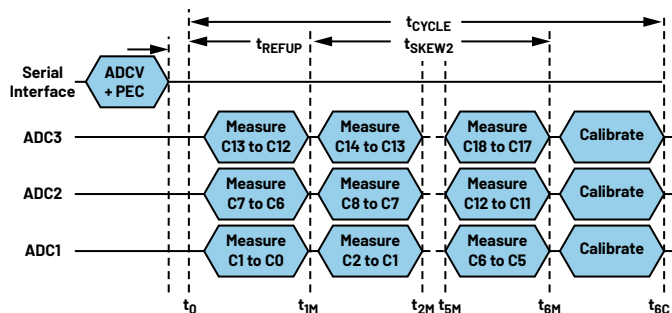 tCYCLE
tREFUP
tSKEW2
Serial
Interface
ADCV
+ PEC
ADC3
Measure
C13 to C12
Measure
C14 to C13
Measure
C18 to C17
Calibrate
ADC2
Measure
C7 to C6
Measure
C8 to C7
Measure
C12 to C11
Calibrate
ADC1
Measure
C1 to C0
Measure
C2 to C1
Measure
C6 to C5
Calibrate
t0
t1M
t2M
t5M
t6M
t6C